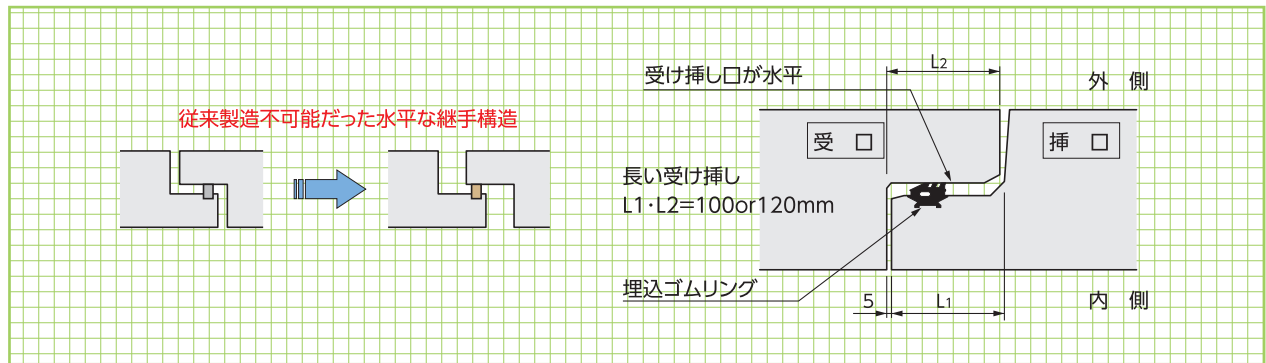 従来製造不可能だった水平な継手構造
受け挿し口が水平
L2
外 側
受 口
挿 口
長い受け挿し
L1・L2=100or120mm
埋込ゴムリング
5
L1
内 側